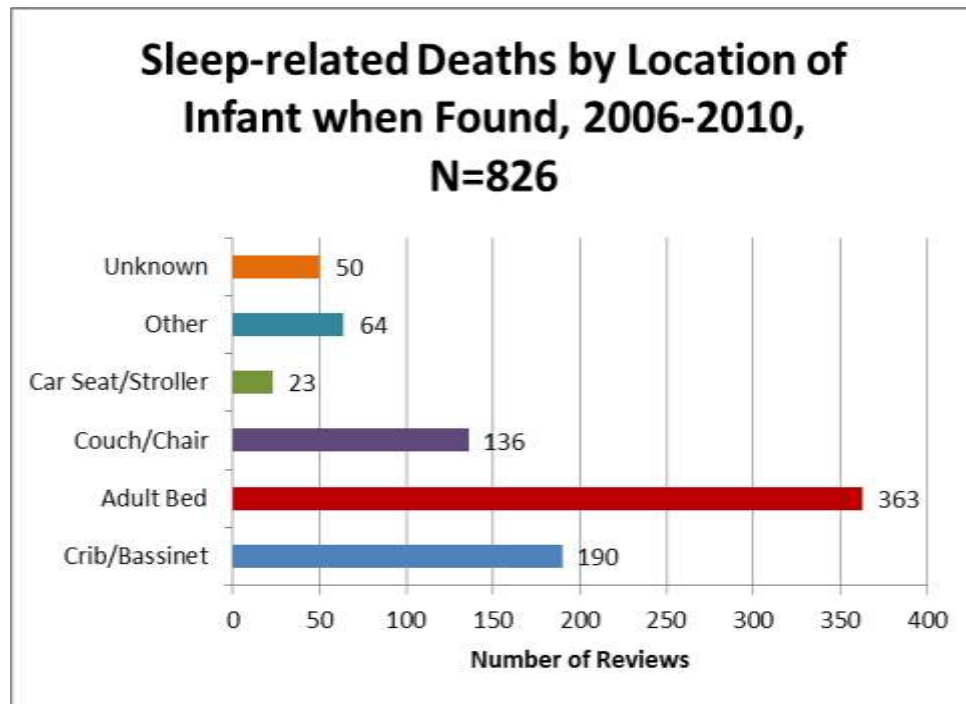 Sleep-related Deaths by Location of
Infant when Found, 2006-2010,
N=826
Unknown 50
Other 64
Car Seat/Stroller 23
Couch/Chair 136
Adult Bed 363
Crib/Bassinet 190
0 50 100 150 200 250 300 350 400
Number of Reviews